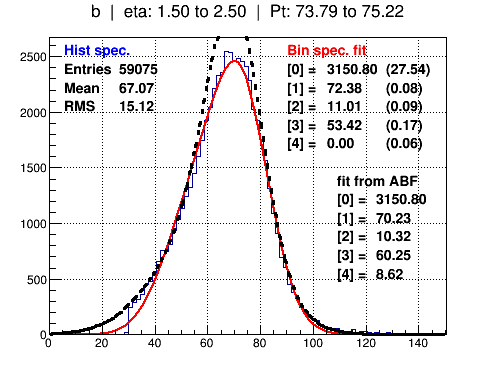 b | eta: 1.50 to 2.50 | Pt: 73.79 to 75.22
Hist spec.
Entries 59075
Mean 67.07
RMS 15.12
Bin spec. fit
[0] = 3150.80 (27.54)
[1] = 72.38 (0.08)
[2] = 11.01 (0.09)
[3] = 53.42 (0.17)
[4] = 0.00 (0.06)
fit from ABF
[0] = 3150.80
[1] = 70.23
[2] = 10.32
[3] = 60.25
[4] = 8.62
2500
2000
1500
1000
500
0
0 20 40 60 80 100 120 140